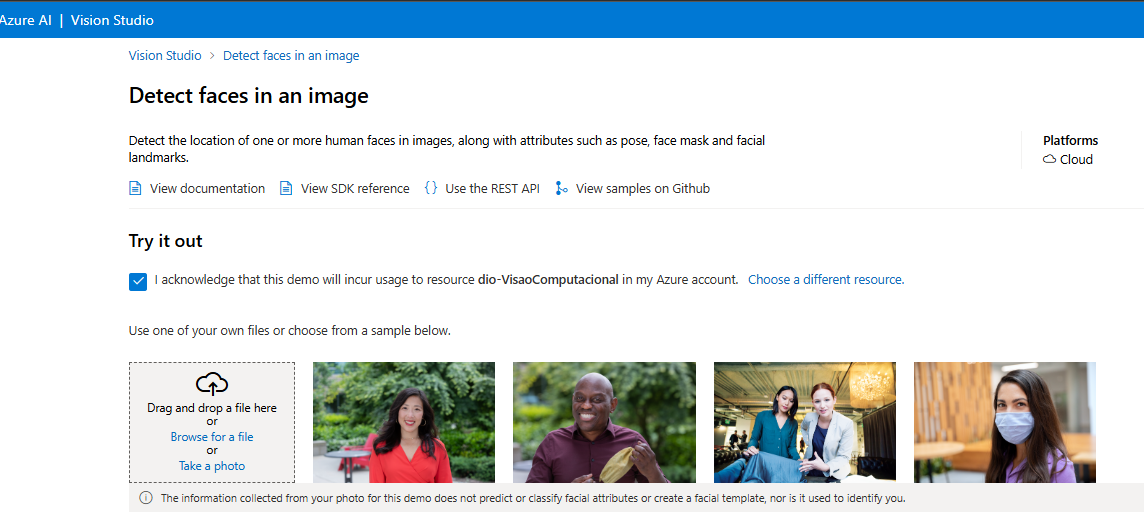 Azure AI | Vision Studio
Vision Studio > Detect faces in an image
Detect faces in an image
Detect the location of one or more human faces in images, along with attributes such as pose, face mask and facial
landmarks.
Platforms
Cloud
View documentation View SDK reference {} Use the REST API View samples on Github
Try it out
I acknowledge that this demo will incur usage to resource dio-VisaoComputacional in my Azure account. Choose a different resource.
Use one of your own files or choose from a sample below.
Drag and drop a file here
or
Browse for a file
or
Take a photo
The information collected from your photo for this demo does not predict or classify facial attributes or create a facial template, nor is it used to identify you.